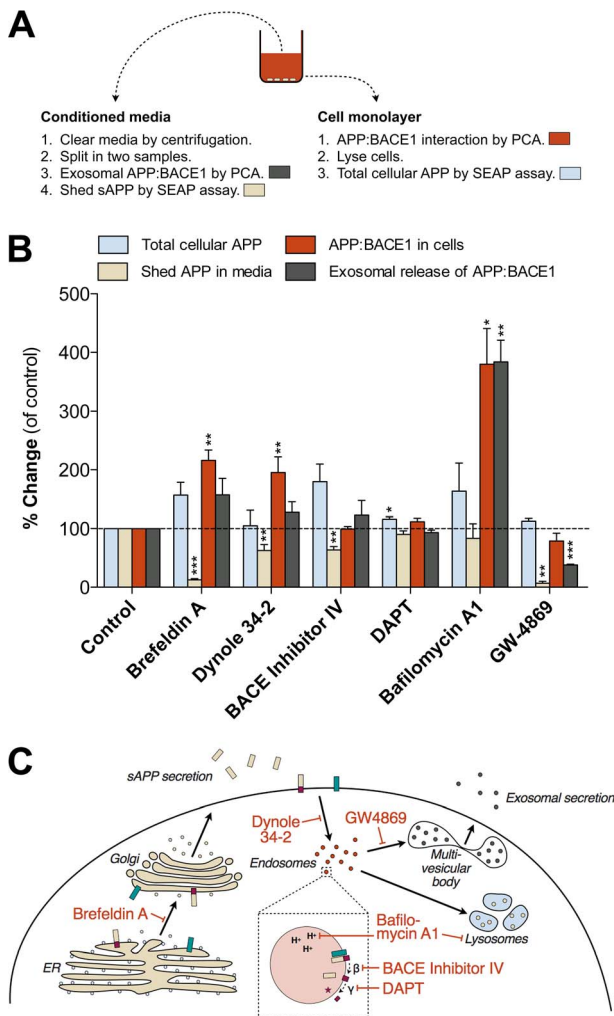 A
Conditioned media
1. Clear media by centrifugation.
2. Split in two samples.
3. Exosomal APP:BACE1 by PCA.
4. Shed sAPP by SEAP assay.
Cell monolayer
1. APP:BACE1 interaction by PCA.
2. Lyse cells.
3. Total cellular APP by SEAP assay.
B
Total cellular APP
APP:BACE1 in cells
Shed APP in media
Exosomal release of APP:BACE1
% Change (of control)
500
400
300
200
100
0
***
**
**
**
**
*
*
**
**
***
Control
Brefeldin A
Dynole 34-2
BACE Inhibitor IV
DAPT
Bafilomycin A1
GW-4869
C
sAPP secretion
Exosomal secretion
Dynole
34-2
GW4869
Golgi
Endosomes
Multi-
vesicular
body
Brefeldin A
Bafilo-
mycin A1
Lysosomes
H+
H+
H+
ER
β
BACE Inhibitor IV
γ
DAPT